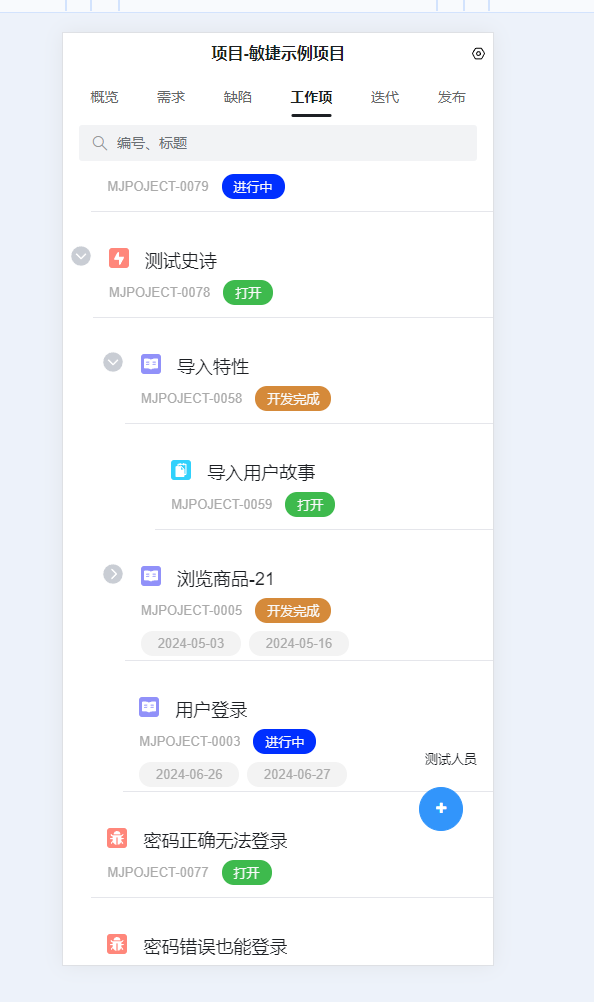 项目-敏捷示例项目
概览 需求 缺陷 工作项 迭代 发布
编号、标题
MJPOJECT-0079 进行中
测试史诗
MJPOJECT-0078 打开
导入特性
MJPOJECT-0058 开发完成
导入用户故事
MJPOJECT-0059 打开
浏览商品-21
MJPOJECT-0005 开发完成
2024-05-03 2024-05-16
用户登录
MJPOJECT-0003 进行中
测试人员
2024-06-26 2024-06-27
密码正确无法登录
MJPOJECT-0077 打开
密码错误也能登录